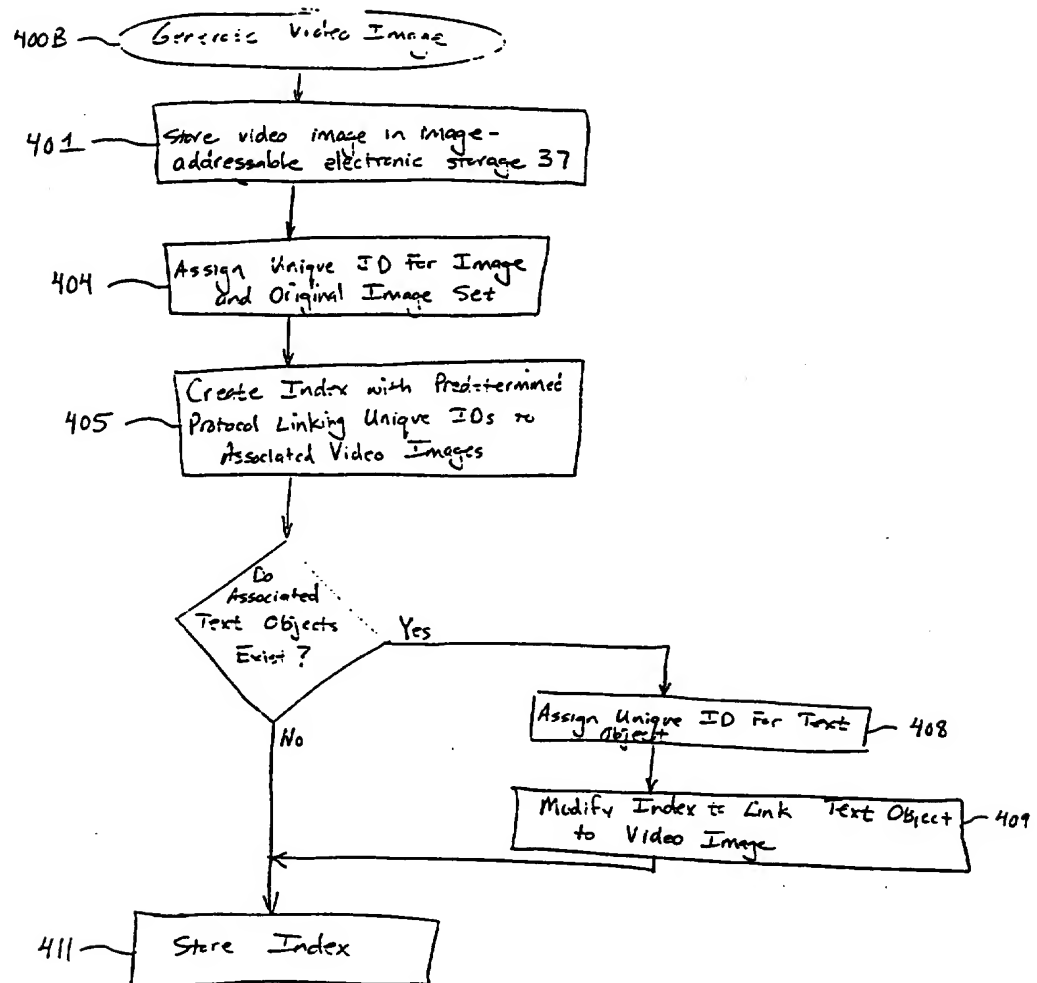 400B
Generate Video Image
401
Store video image in image-
addressable electronic storage 37
404
Assign Unique ID For Image
and Original Image Set
405
Create Index with Predetermined
Protocol Linking Unique IDs to
Associated Video Images
Do
Associated
Text Objects
Exist?
Yes
No
Assign Unique ID For Text
Object
408
Modify Index to Link Text Object
to Video Image
409
411
Store Index